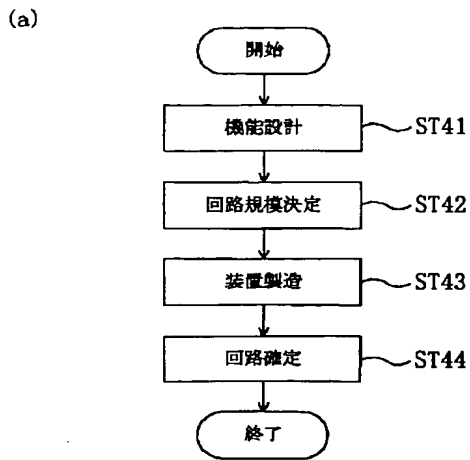 (a)
開始
機能設計
ST41
回路規模決定
ST42
装置製造
ST43
回路確定
ST44
終了